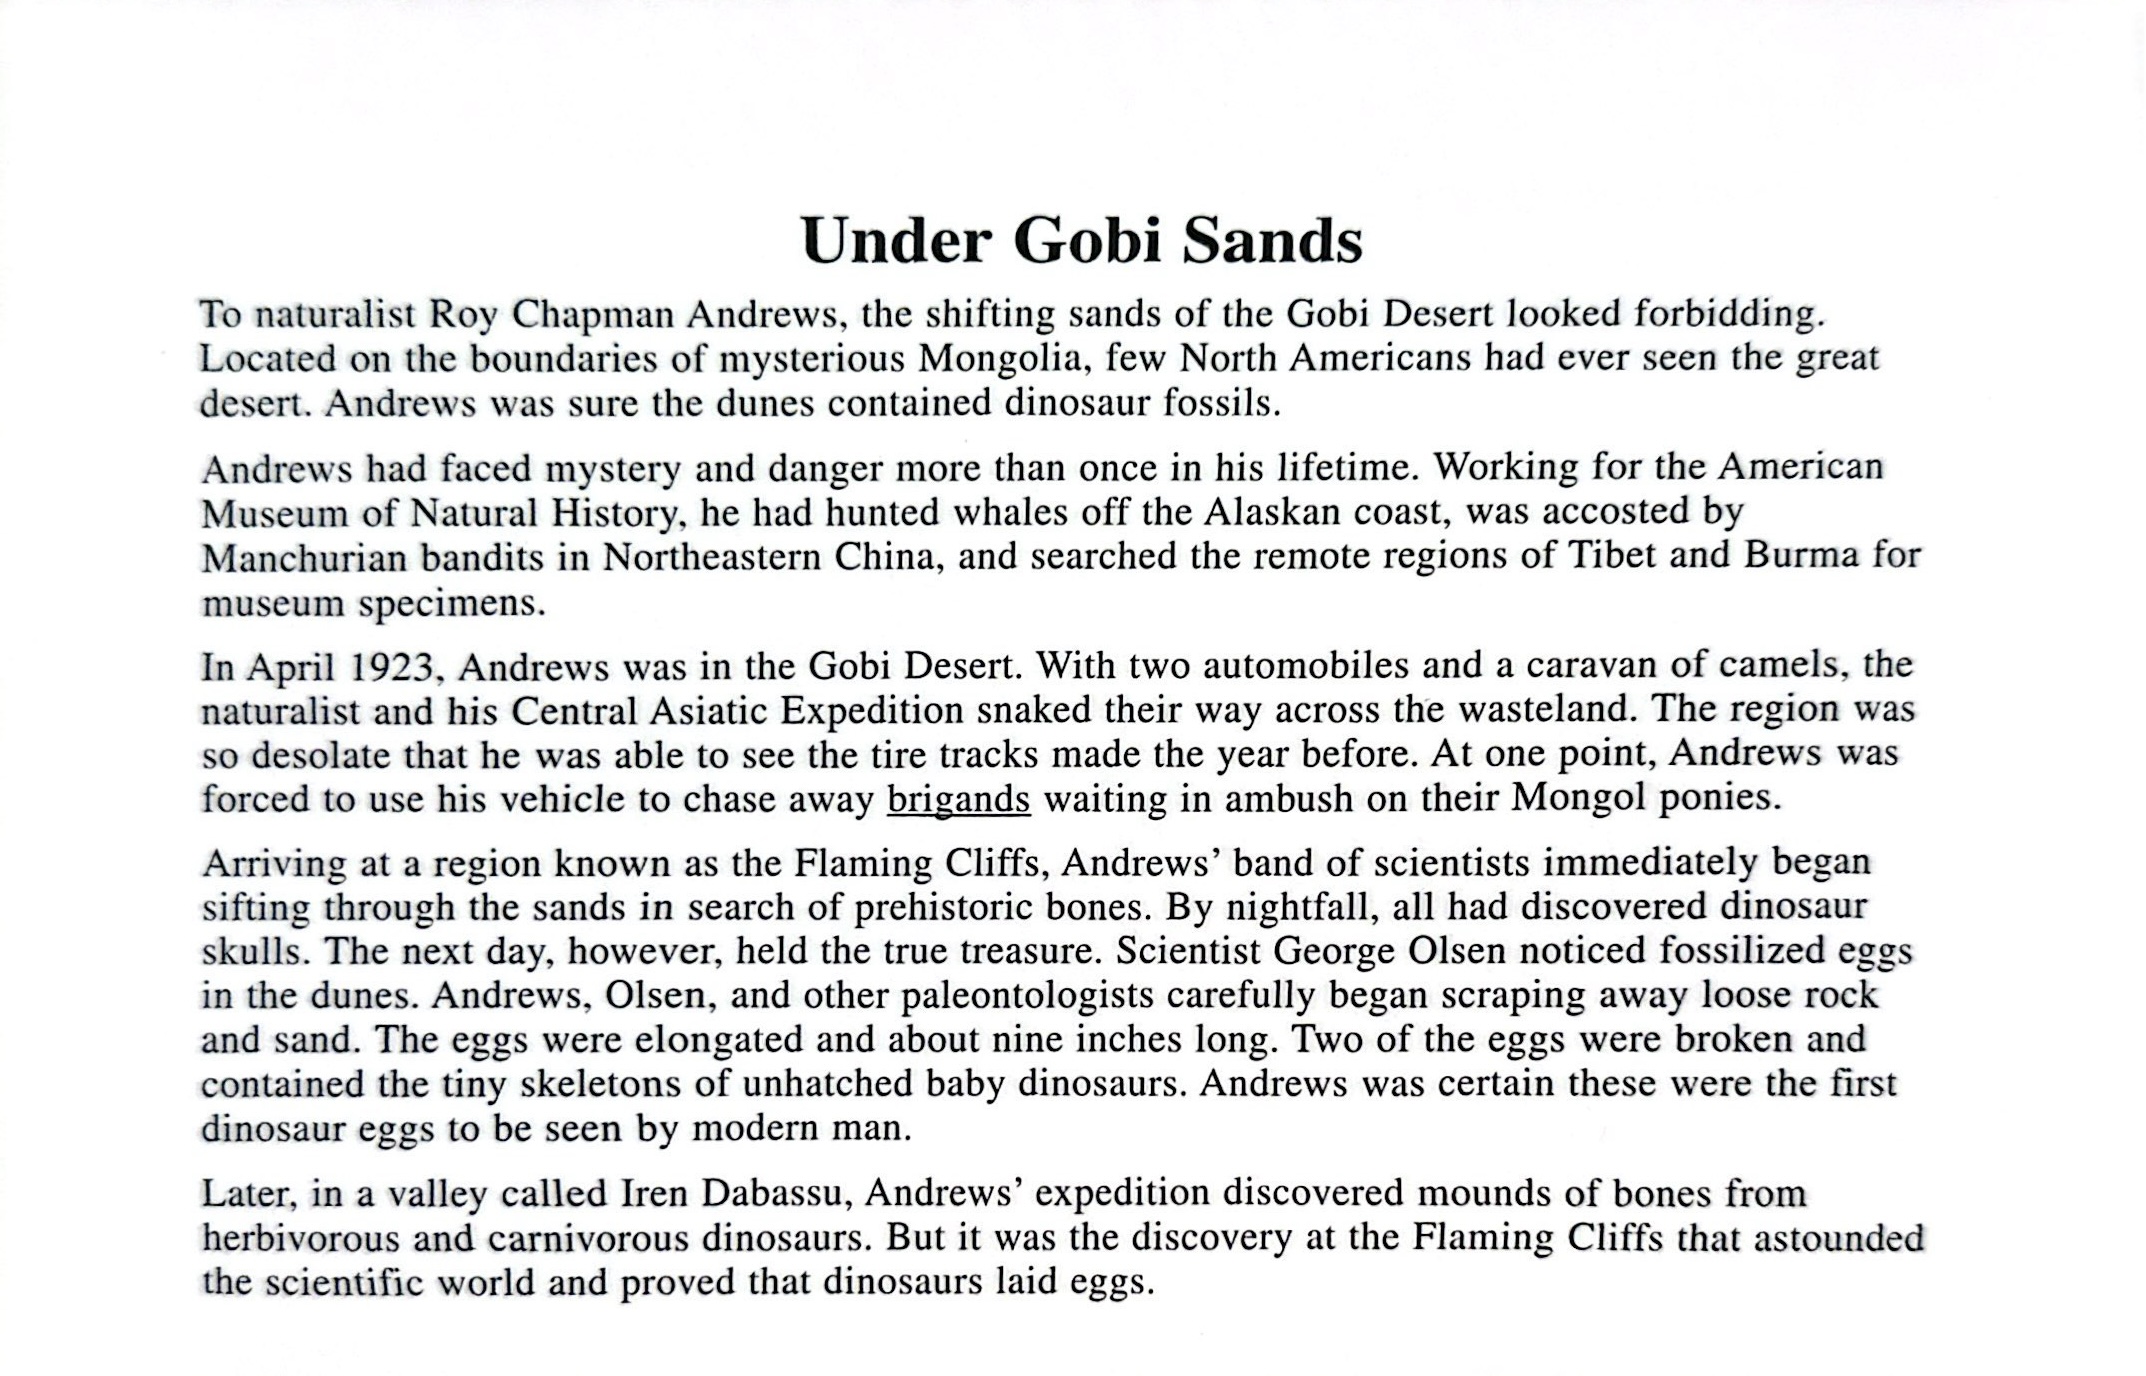 Under Gobi Sands
To naturalist Roy Chapman Andrews, the shifting sands of the Gobi Desert looked forbidding.
Located on the boundaries of mysterious Mongolia, few North Americans had ever seen the great
desert. Andrews was sure the dunes contained dinosaur fossils.
Andrews had faced mystery and danger more than once in his lifetime. Working for the American
Museum of Natural History, he had hunted whales off the Alaskan coast, was accosted by
Manchurian bandits in Northeastern China, and searched the remote regions of Tibet and Burma for
museum specimens.
In April 1923, Andrews was in the Gobi Desert. With two automobiles and a caravan of camels, the
naturalist and his Central Asiatic Expedition snaked their way across the wasteland. The region was
so desolate that he was able to see the tire tracks made the year before. At one point, Andrews was
forced to use his vehicle to chase away brigands waiting in ambush on their Mongol ponies.
Arriving at a region known as the Flaming Cliffs, Andrews’ band of scientists immediately began
sifting through the sands in search of prehistoric bones. By nightfall, all had discovered dinosaur
skulls. The next day, however, held the true treasure. Scientist George Olsen noticed fossilized eggs
in the dunes. Andrews, Olsen, and other paleontologists carefully began scraping away loose rock
and sand. The eggs were elongated and about nine inches long. Two of the eggs were broken and
contained the tiny skeletons of unhatched baby dinosaurs. Andrews was certain these were the first
dinosaur eggs to be seen by modern man.
Later, in a valley called Iren Dabassu, Andrews’ expedition discovered mounds of bones from
herbivorous and carnivorous dinosaurs. But it was the discovery at the Flaming Cliffs that astounded
the scientific world and proved that dinosaurs laid eggs.